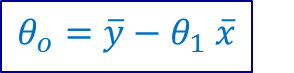 θₒ = ȳ − θ₁ x̄